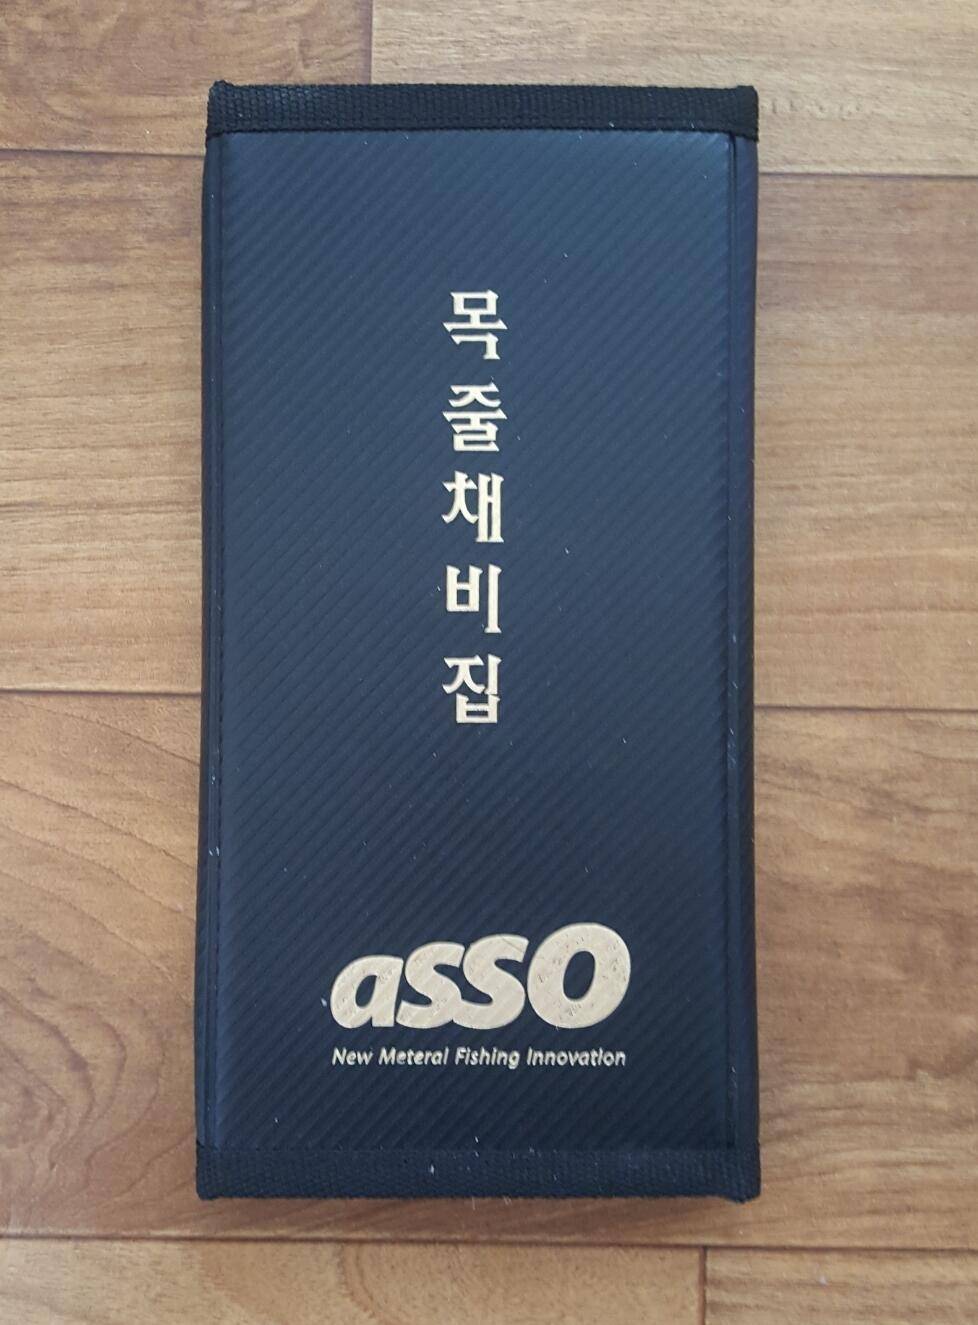 목줄채비집
asso
New Meteral Fishing Innovation